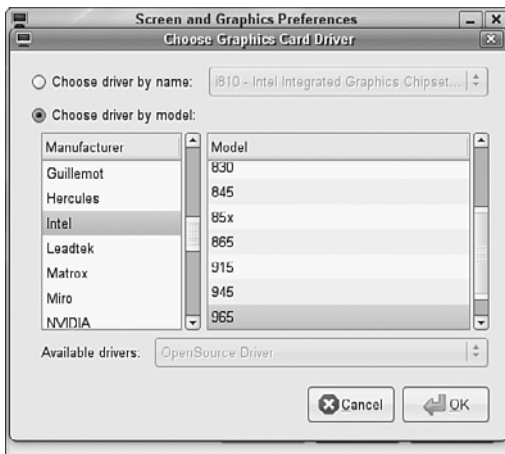 Screen and Graphics Preferences
Choose Graphics Card Driver
Choose driver by name:
i810 - Intel Integrated Graphics Chipset...
Choose driver by model:
Manufacturer
Guillemot
Hercules
Intel
Leadtek
Matrox
Miro
NVIDIA
Model
830
845
85x
865
915
945
965
Available drivers:
OpenSource Driver
Cancel
OK